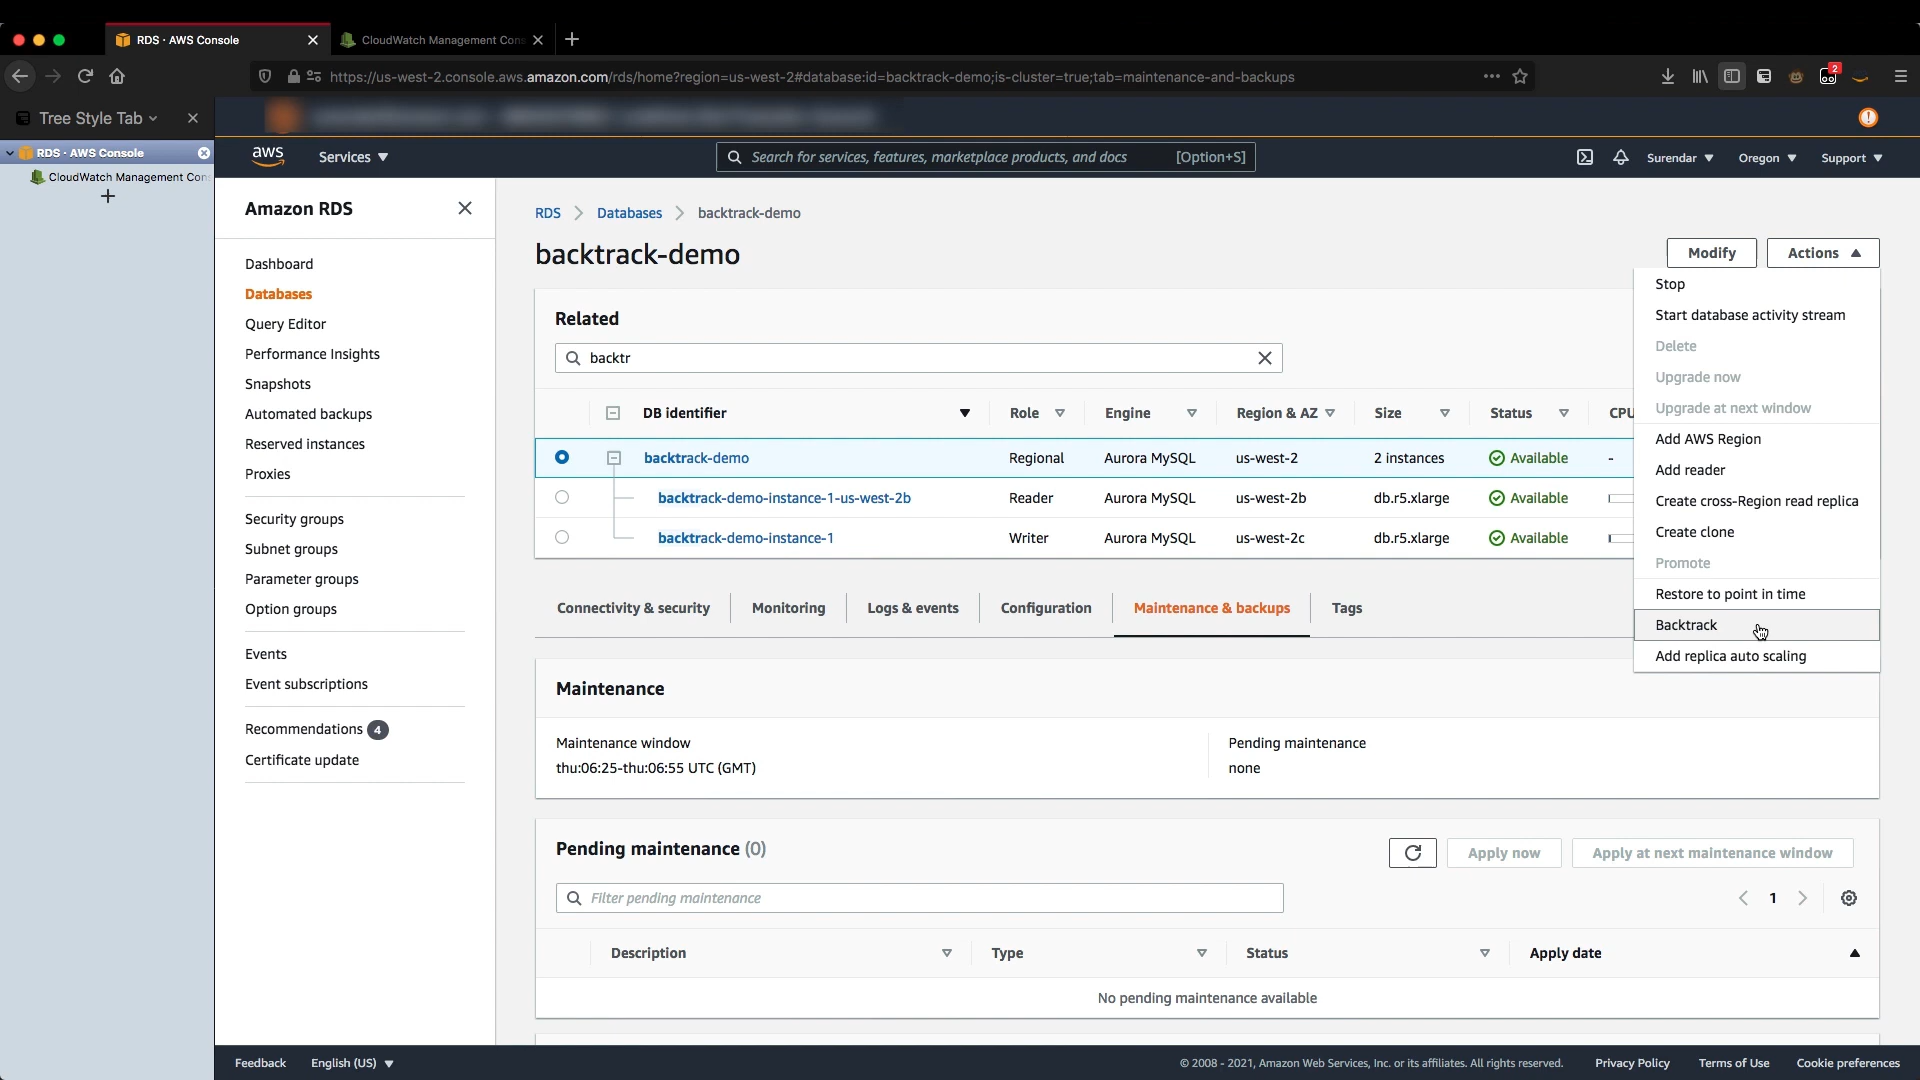 RDS · AWS Console
CloudWatch Management Cons
https://us-west-2.console.aws.amazon.com/rds/home?region=us-west-2#database:id=backtrack-demo;is-cluster=true;tab=maintenance-and-backups
2
Tree Style Tab
RDS · AWS Console
CloudWatch Management Cons
aws
Services
Search for services, features, marketplace products, and docs
[Option+S]
Surendar
Oregon
Support
Amazon RDS
Dashboard
Databases
Query Editor
Performance Insights
Snapshots
Automated backups
Reserved instances
Proxies
Security groups
Subnet groups
Parameter groups
Option groups
Events
Event subscriptions
Recommendations 4
Certificate update
RDS > Databases > backtrack-demo
backtrack-demo
Modify
Actions
Stop
Start database activity stream
Delete
Upgrade now
Upgrade at next window
Add AWS Region
Add reader
Create cross-Region read replica
Create clone
Promote
Restore to point in time
Backtrack
Add replica auto scaling
Related
backtr
DB identifier Role Engine Region & AZ Size Status CPU
backtrack-demo Regional Aurora MySQL us-west-2 2 instances Available -
backtrack-demo-instance-1-us-west-2b Reader Aurora MySQL us-west-2b db.r5.xlarge Available
backtrack-demo-instance-1 Writer Aurora MySQL us-west-2c db.r5.xlarge Available
Connectivity & security Monitoring Logs & events Configuration Maintenance & backups Tags
Maintenance
Maintenance window
thu:06:25-thu:06:55 UTC (GMT)
Pending maintenance
none
Pending maintenance (0)
Apply now
Apply at next maintenance window
Filter pending maintenance
1
Description Type Status Apply date
No pending maintenance available
Feedback English (US)
© 2008 - 2021, Amazon Web Services, Inc. or its affiliates. All rights reserved. Privacy Policy Terms of Use Cookie preferences